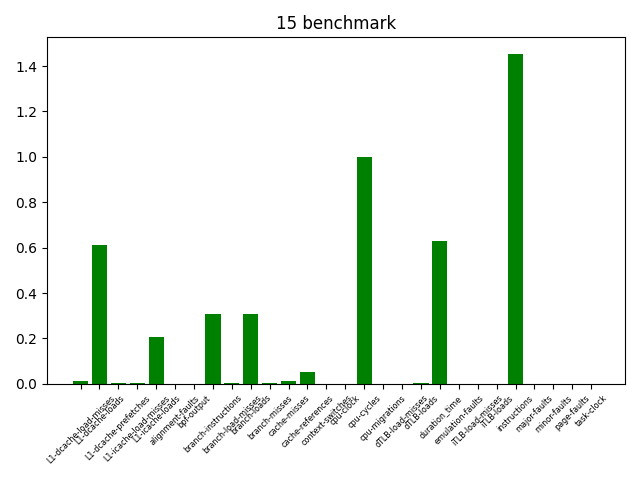 15 benchmark
1.4
1.2
1.0
0.8
0.6
0.4
0.2
0.0
L1-dcache-load-misses
L1-dcache-loads
L1-dcache-prefetches
L1-icache-load-misses
L1-icache-loads
alignment-faults
bpf-output
branch-instructions
branch-load-misses
branch-loads
branch-misses
cache-misses
cache-references
context-switches
cpu-clock
cpu-cycles
cpu-migrations
dTLB-load-misses
dTLB-loads
duration_time
emulation-faults
iTLB-load-misses
iTLB-loads
instructions
major-faults
minor-faults
page-faults
task-clock